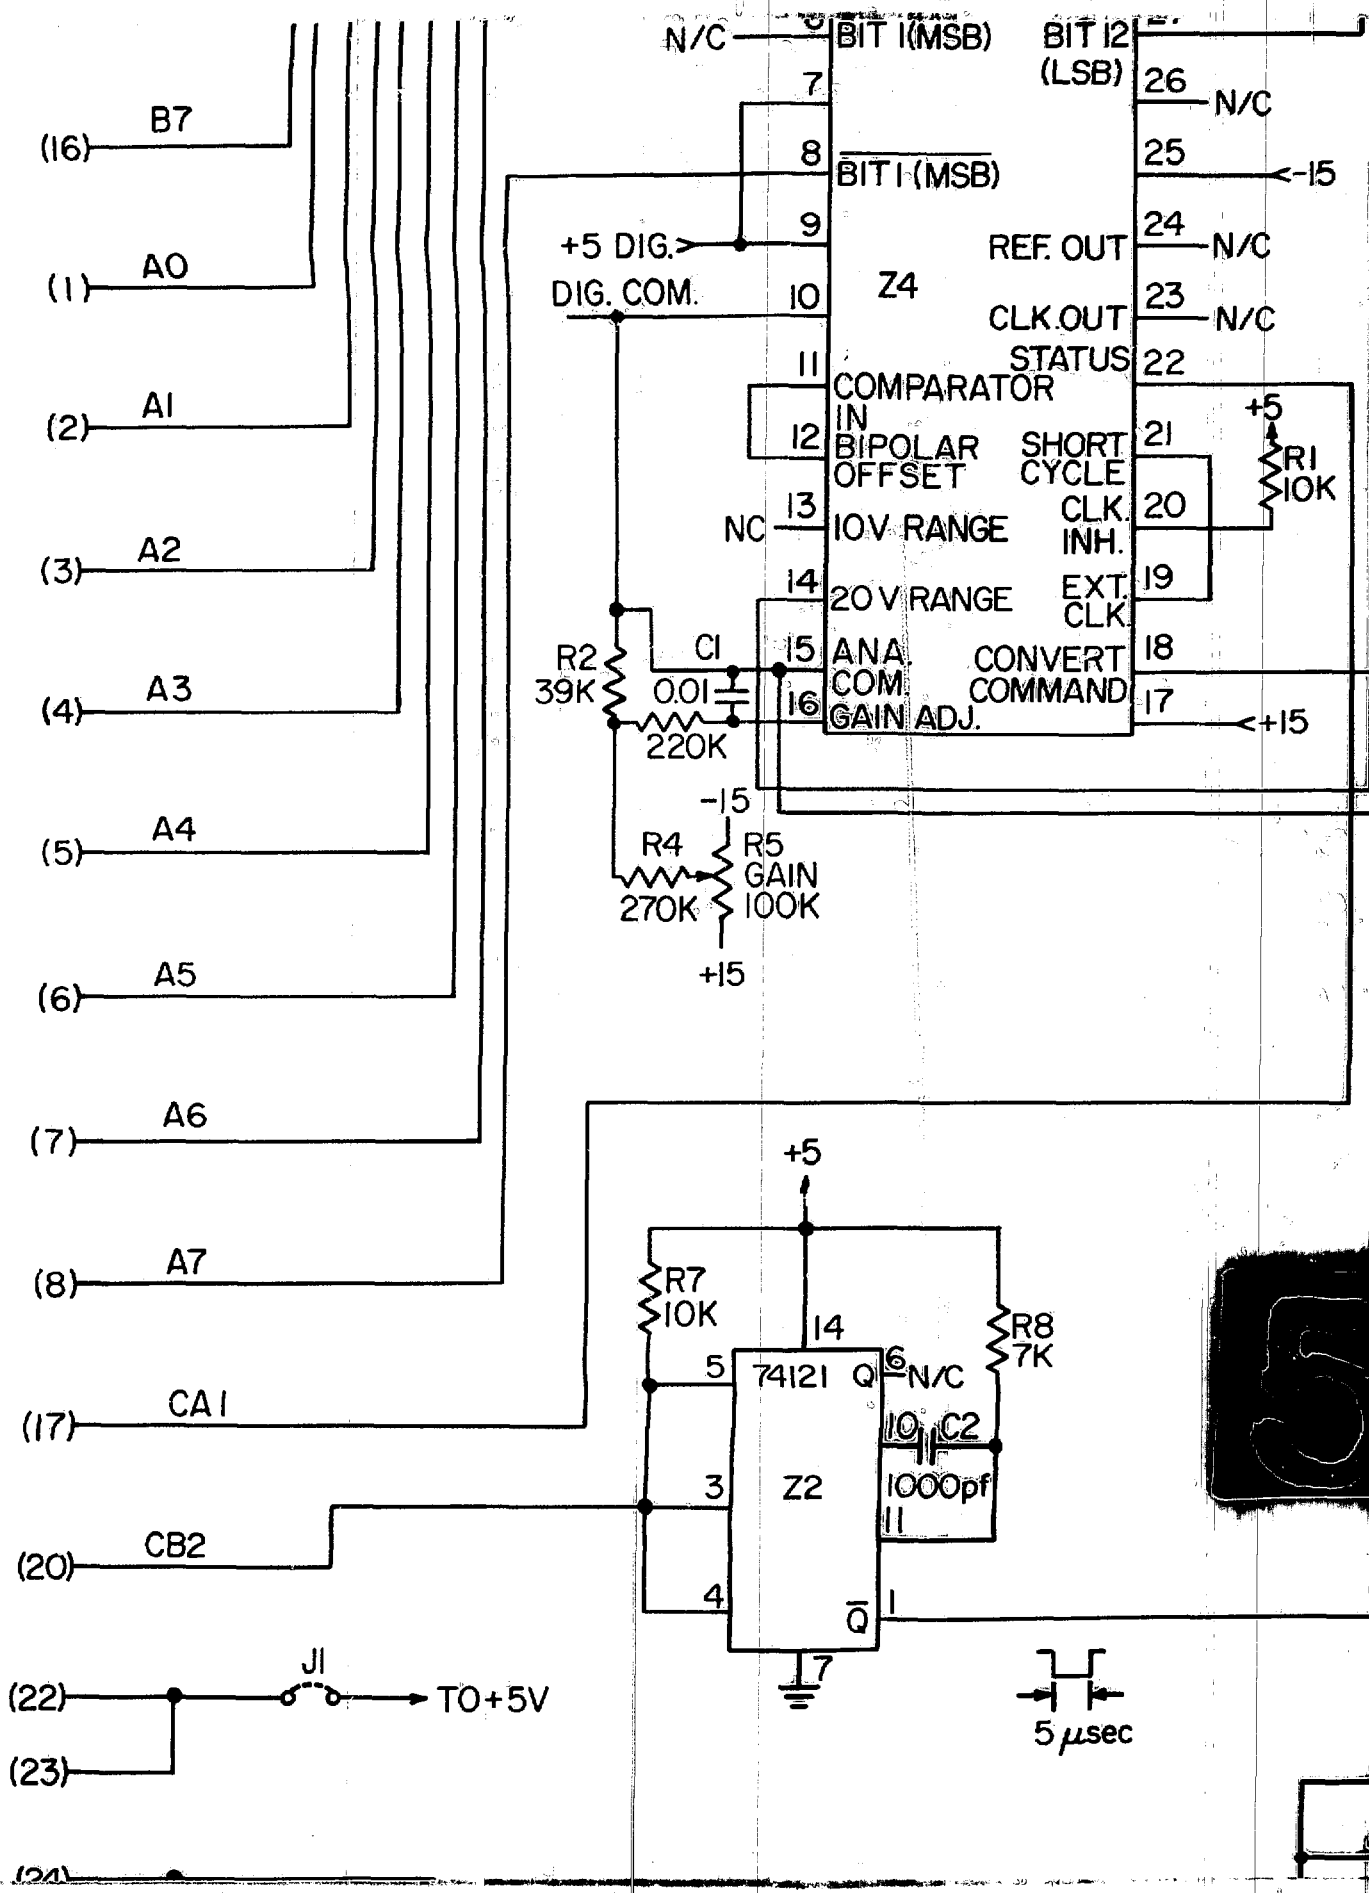 N/C
BIT 1(MSB)
BIT 12
(LSB)
7
26
N/C
B7
(16)
8
BIT 1 (MSB)
25
-15
+5 DIG.
9
REF. OUT
24
N/C
A0
(1)
DIG. COM.
10
Z4
CLK.OUT
23
N/C
STATUS
22
11
COMPARATOR
IN
+5
A1
(2)
12
BIPOLAR
OFFSET
SHORT
CYCLE
21
R1
10K
NC
13
10V RANGE
CLK.
INH.
20
A2
(3)
14
20V RANGE
EXT.
CLK.
19
R2
39K
C1
0.01
15
ANA.
COM.
CONVERT
COMMAND
18
A3
(4)
220K
16
GAIN ADJ.
17
+15
-15
A4
(5)
R4
270K
R5
GAIN
100K
+15
A5
(6)
A6
(7)
+5
A7
(8)
R7
10K
14
R8
7K
5
74121
Q
6
N/C
CA1
(17)
10
C2
3
Z2
1000pf
11
CB2
(20)
4
Q̅
1
J1
7
(22)
TO+5V
5 μsec
(23)
(24)